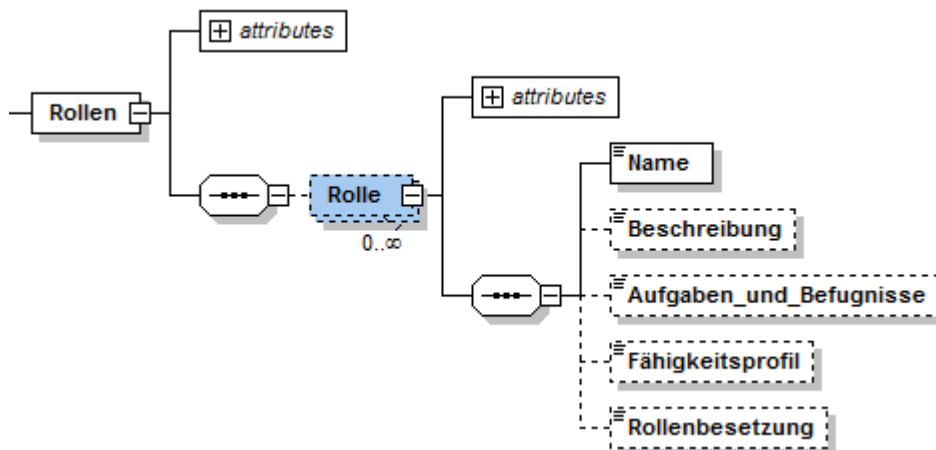 attributes
attributes
Rollen
Name
Rolle
Beschreibung
0..∞
Aufgaben_und_Befugnisse
Fähigkeitsprofil
Rollenbesetzung